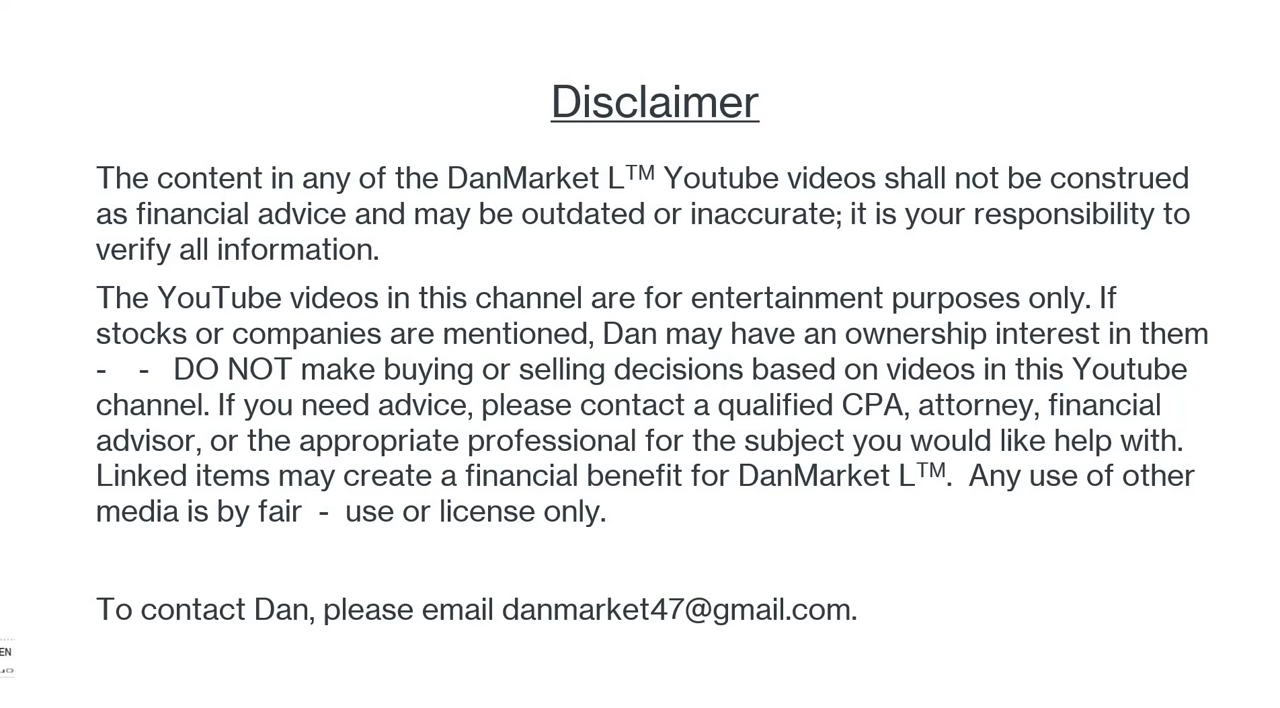 Disclaimer
The content in any of the DanMarket L™ Youtube videos shall not be construed
as financial advice and may be outdated or inaccurate; it is your responsibility to
verify all information.
The YouTube videos in this channel are for entertainment purposes only. If
stocks or companies are mentioned, Dan may have an ownership interest in them
- - DO NOT make buying or selling decisions based on videos in this Youtube
channel. If you need advice, please contact a qualified CPA, attorney, financial
advisor, or the appropriate professional for the subject you would like help with.
Linked items may create a financial benefit for DanMarket L™. Any use of other
media is by fair - use or license only.
To contact Dan, please email danmarket47@gmail.com.
EN